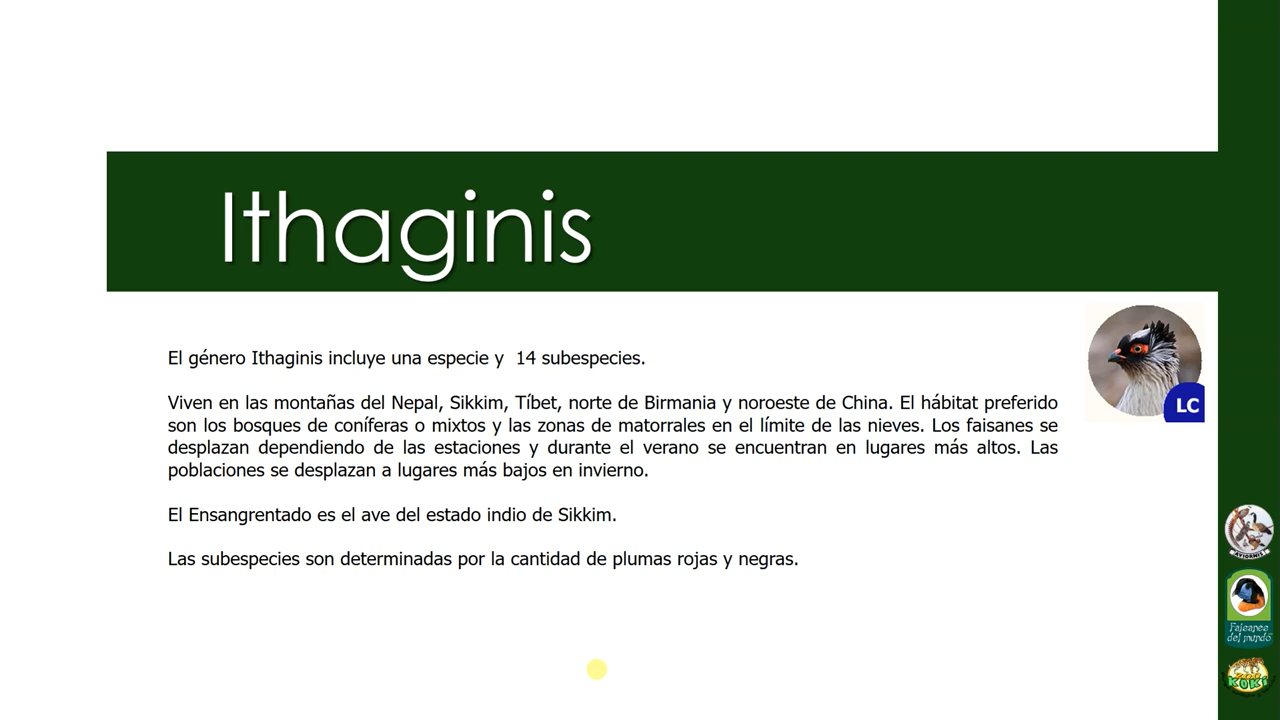 Ithaginis
El género Ithaginis incluye una especie y  14 subespecies.
Viven en las montañas del Nepal, Sikkim, Tíbet, norte de Birmania y noroeste de China. El hábitat preferido
son los bosques de coníferas o mixtos y las zonas de matorrales en el límite de las nieves. Los faisanes se
desplazan dependiendo de las estaciones y durante el verano se encuentran en lugares más altos. Las
poblaciones se desplazan a lugares más bajos en invierno.
El Ensangrentado es el ave del estado indio de Sikkim.
Las subespecies son determinadas por la cantidad de plumas rojas y negras.
LC
Faisanes
del mundo
KOKI